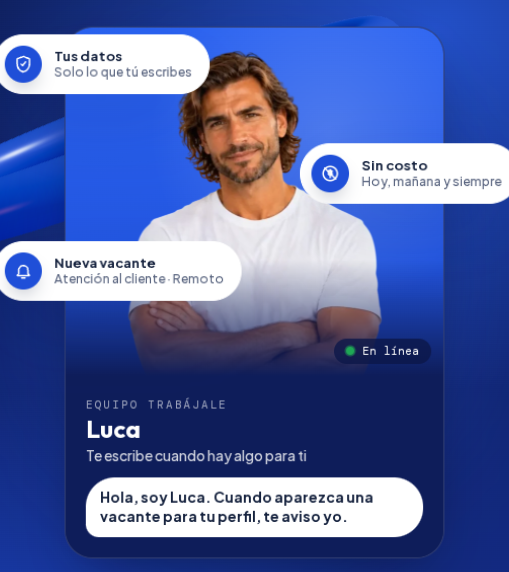 Tus datos
Solo lo que tú escribes
Sin costo
Hoy, mañana y siempre
Nueva vacante
Atención al cliente · Remoto
En línea
EQUIPO TRABÁJALE
Luca
Te escribe cuando hay algo para ti
Hola, soy Luca. Cuando aparezca una
vacante para tu perfil, te aviso yo.